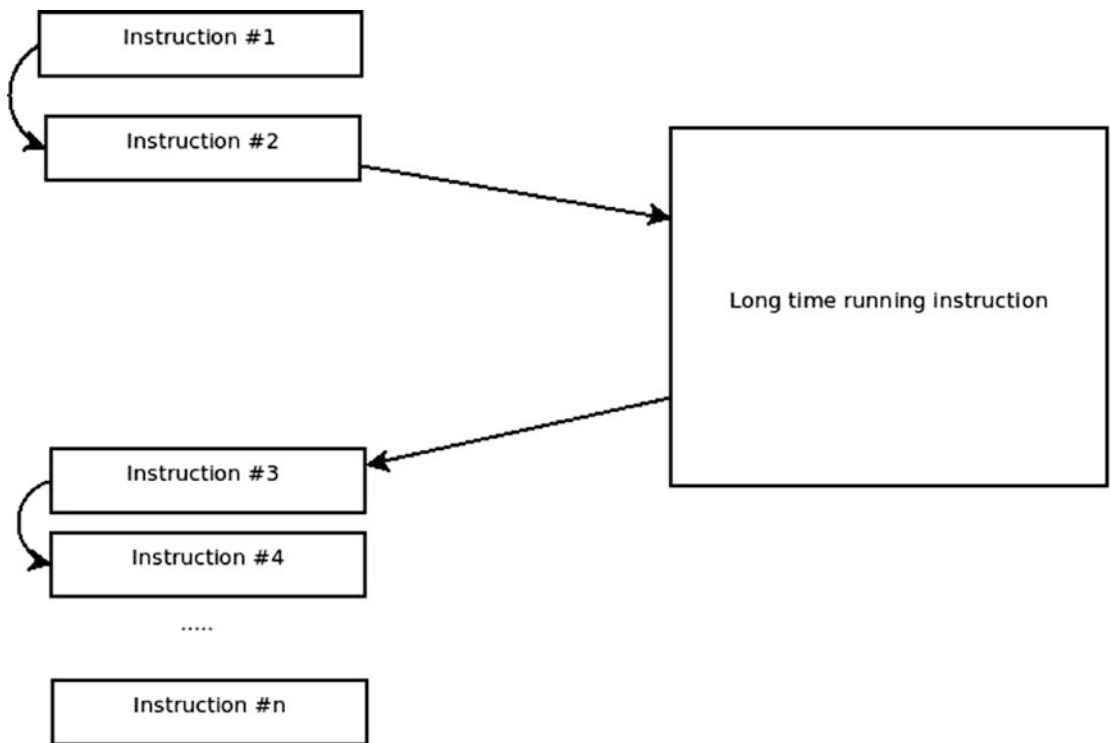 Instruction #1
Instruction #2
Long time running instruction
Instruction #3
Instruction #4
.....
Instruction #n